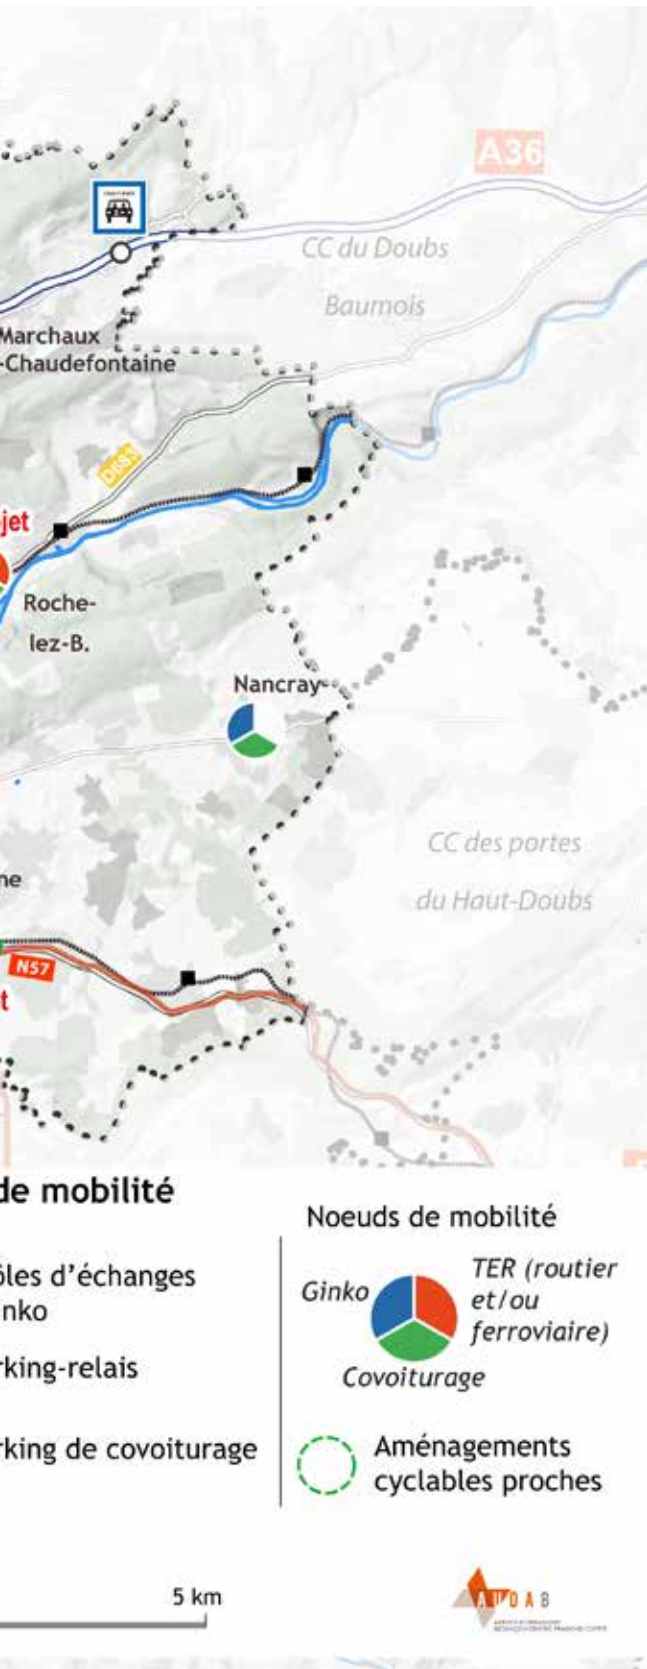 A36
CC du Doubs
Baumois
Marchaux
-Chaudefontaine
D683
jet
Roche-
lez-B.
Nancray
CC des portes
ne
du Haut-Doubs
N57
t
de mobilité
Noeuds de mobilité
ôles d'échanges
nko
rking-relais
rking de covoiturage
Ginko
TER (routier
et/ou
ferroviaire)
Covoiturage
Aménagements
cyclables proches
5 km
AUDAB